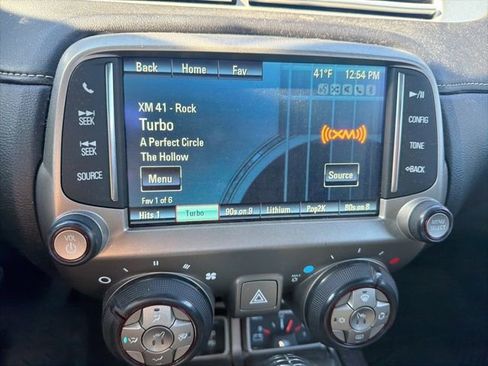 Back Home Fav 41°F 12:54 PM
XM 41 - Rock
Turbo
A Perfect Circle
The Hollow
((XM))
Menu Source
Fav 1 of 6
Hits 1 Turbo 90s on 9 Lithium Pop2K 80s on 8
SEEK
SEEK
SOURCE
CONFIG
TONE
BACK
VOL
MENU
SELECT